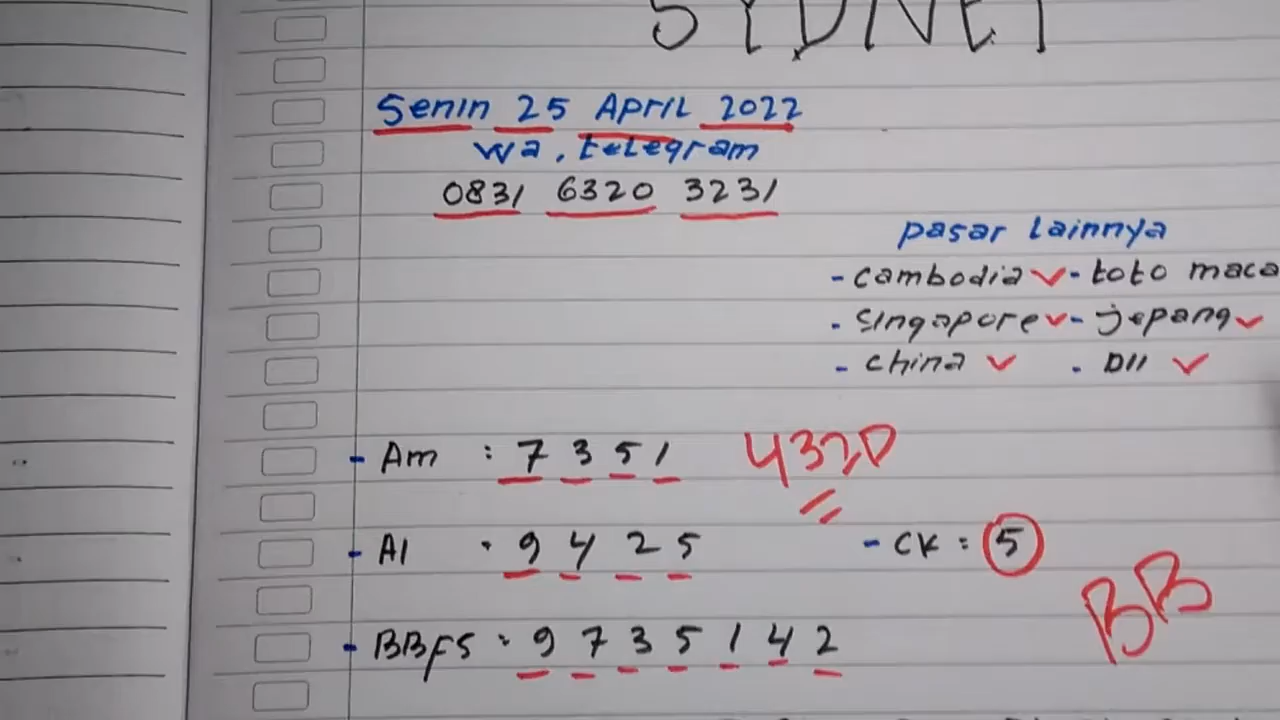 SYDNEY
Senin 25 April 2022
wa, telegram
0831 6320 3231
pasar lainnya
- cambodia ✓ - toto maca
- singapore ✓ - jepang ✓
- china ✓ - Dll ✓
- Am : 7 3 5 1 4320
- AI : 9 4 2 5 - CK : 5
BB
- BBFS : 9 7 3 5 1 4 2